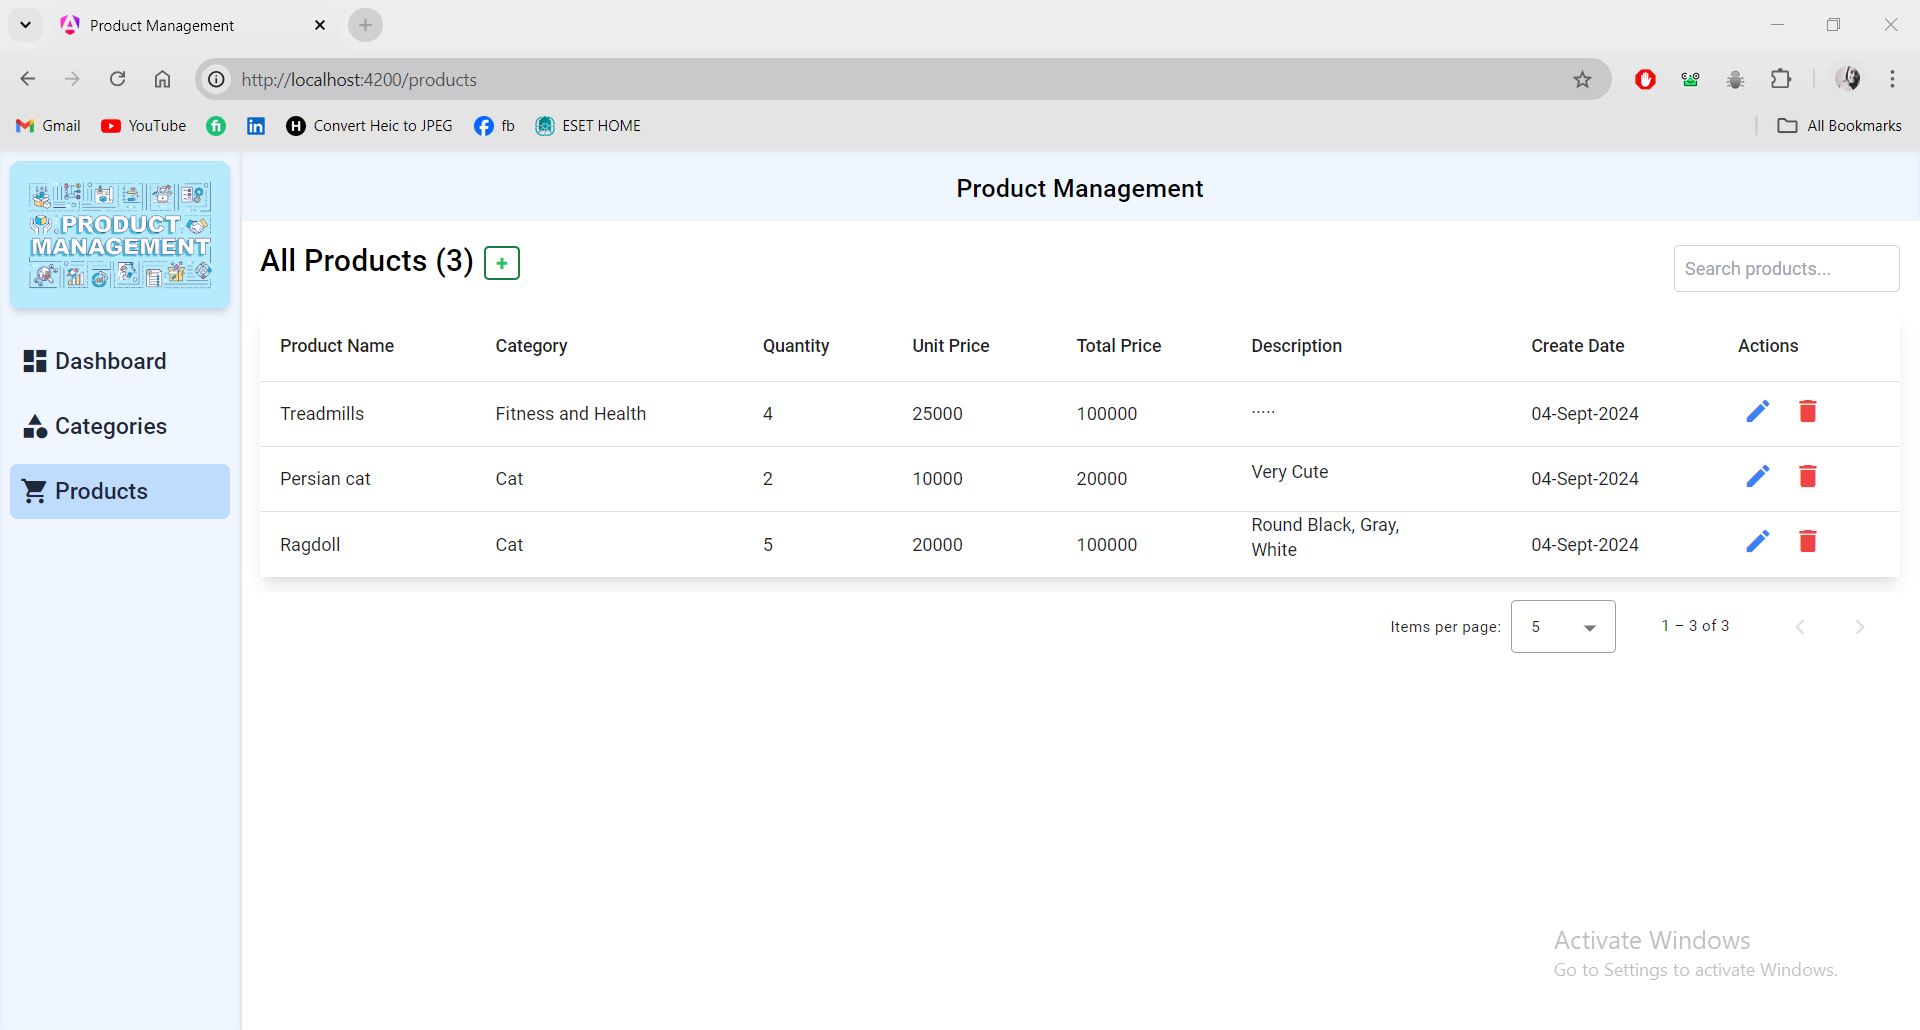 Product Management
http://localhost:4200/products
Gmail YouTube fi in H Convert Heic to JPEG fb ESET HOME All Bookmarks
PRODUCT
MANAGEMENT
Product Management
All Products (3) +
Search products...
Dashboard
Categories
Products
Product Name Category Quantity Unit Price Total Price Description Create Date Actions
Treadmills Fitness and Health 4 25000 100000 ..... 04-Sept-2024
Persian cat Cat 2 10000 20000 Very Cute 04-Sept-2024
Ragdoll Cat 5 20000 100000 Round Black, Gray, 04-Sept-2024
White
Items per page: 5 1 – 3 of 3
Activate Windows
Go to Settings to activate Windows.